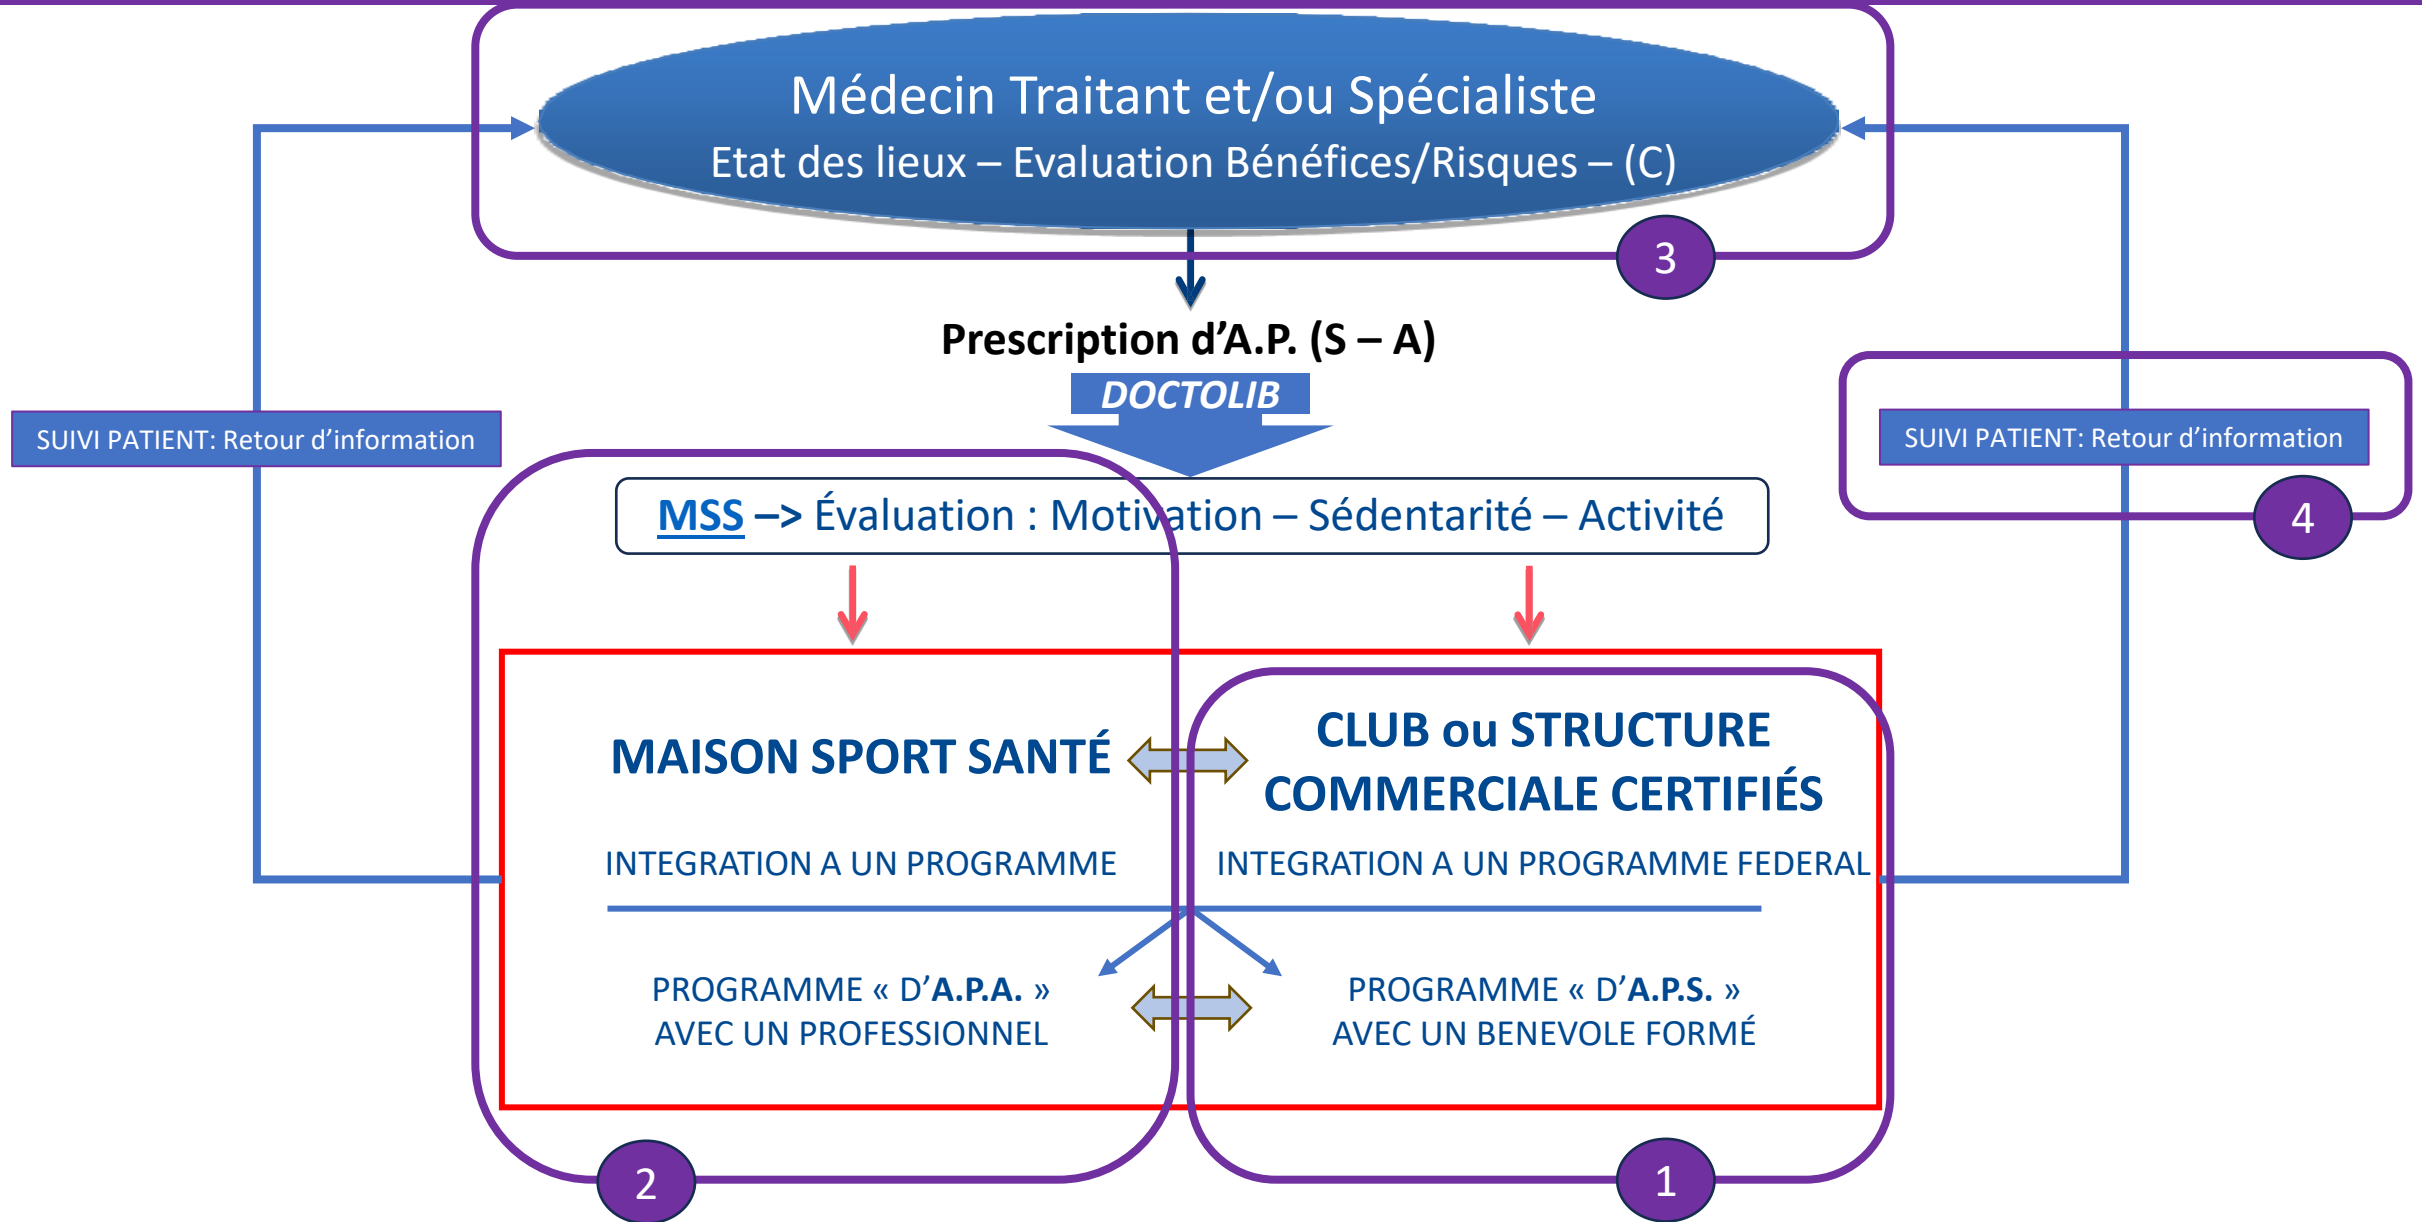 Médecin Traitant et/ou Spécialiste
Etat des lieux – Evaluation Bénéfices/Risques – (C)
3
Prescription d'A.P. (S – A)
DOCTOLIB
SUIVI PATIENT: Retour d'information
SUIVI PATIENT: Retour d'information
4
MSS –> Évaluation : Motivation – Sédentarité – Activité
MAISON SPORT SANTÉ
CLUB ou STRUCTURE
COMMERCIALE CERTIFIÉS
INTEGRATION A UN PROGRAMME
INTEGRATION A UN PROGRAMME FEDERAL
PROGRAMME « D'A.P.A. »
AVEC UN PROFESSIONNEL
PROGRAMME « D'A.P.S. »
AVEC UN BENEVOLE FORMÉ
2
1